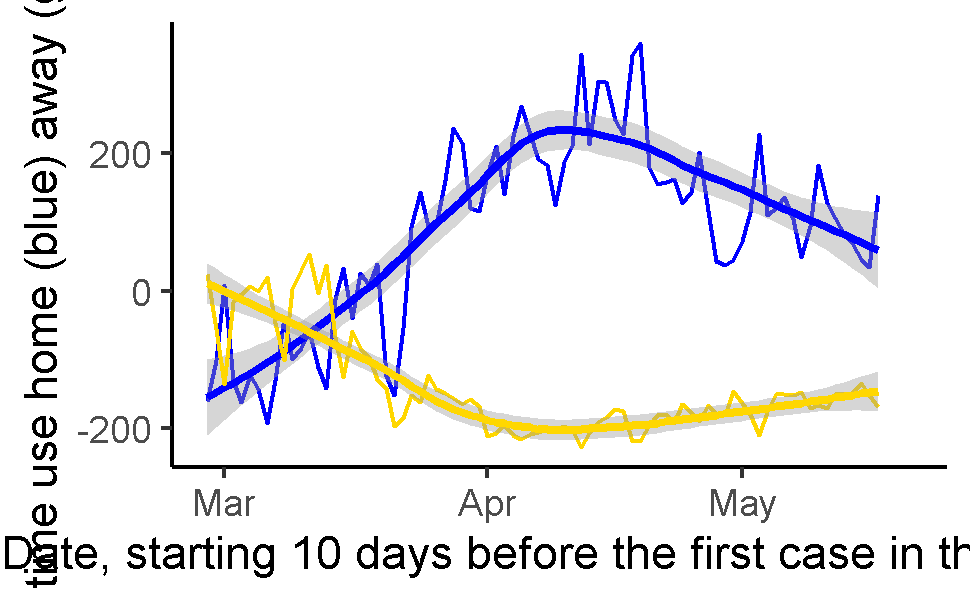 time use home (blue) away (
200
0
-200
Mar Apr May
Date, starting 10 days before the first case in th